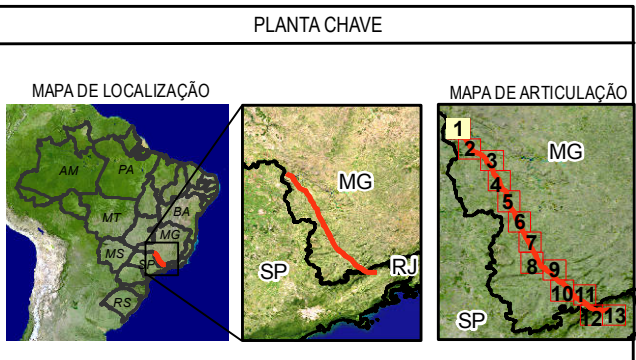 PLANTA CHAVE
MAPA DE LOCALIZAÇÃO
AM
PA
MT
BA
MG
MS
SP
RS
MG
SP
RJ
MAPA DE ARTICULAÇÃO
1
2
3
MG
4
5
6
7
8
9
10
11
12
13
SP